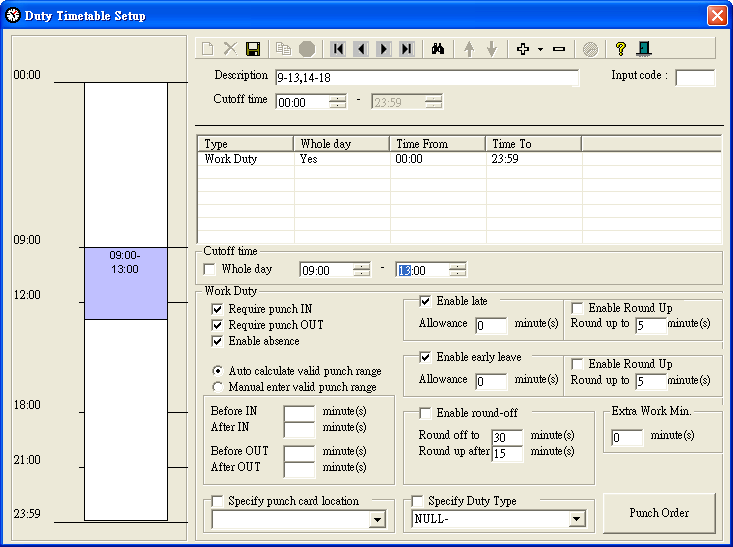 Duty Timetable Setup
Description 9-13,14-18 Input code :
Cutoff time 00:00 - 23:59
Type Whole day Time From Time To
Work Duty Yes 00:00 23:59
00:00
09:00
12:00
18:00
21:00
23:59
09:00-
13:00
Cutoff time
Whole day 09:00 - 13:00
Work Duty
Require punch IN
Require punch OUT
Enable absence
Auto calculate valid punch range
Manual enter valid punch range
Before IN minute(s)
After IN minute(s)
Before OUT minute(s)
After OUT minute(s)
Enable late
Allowance 0 minute(s)
Enable Round Up
Round up to 5 minute(s)
Enable early leave
Allowance 0 minute(s)
Enable Round Up
Round up to 5 minute(s)
Enable round-off
Round off to 30 minute(s)
Round up after 15 minute(s)
Extra Work Min.
0 minute(s)
Specify punch card location
Specify Duty Type
NULL-
Punch Order